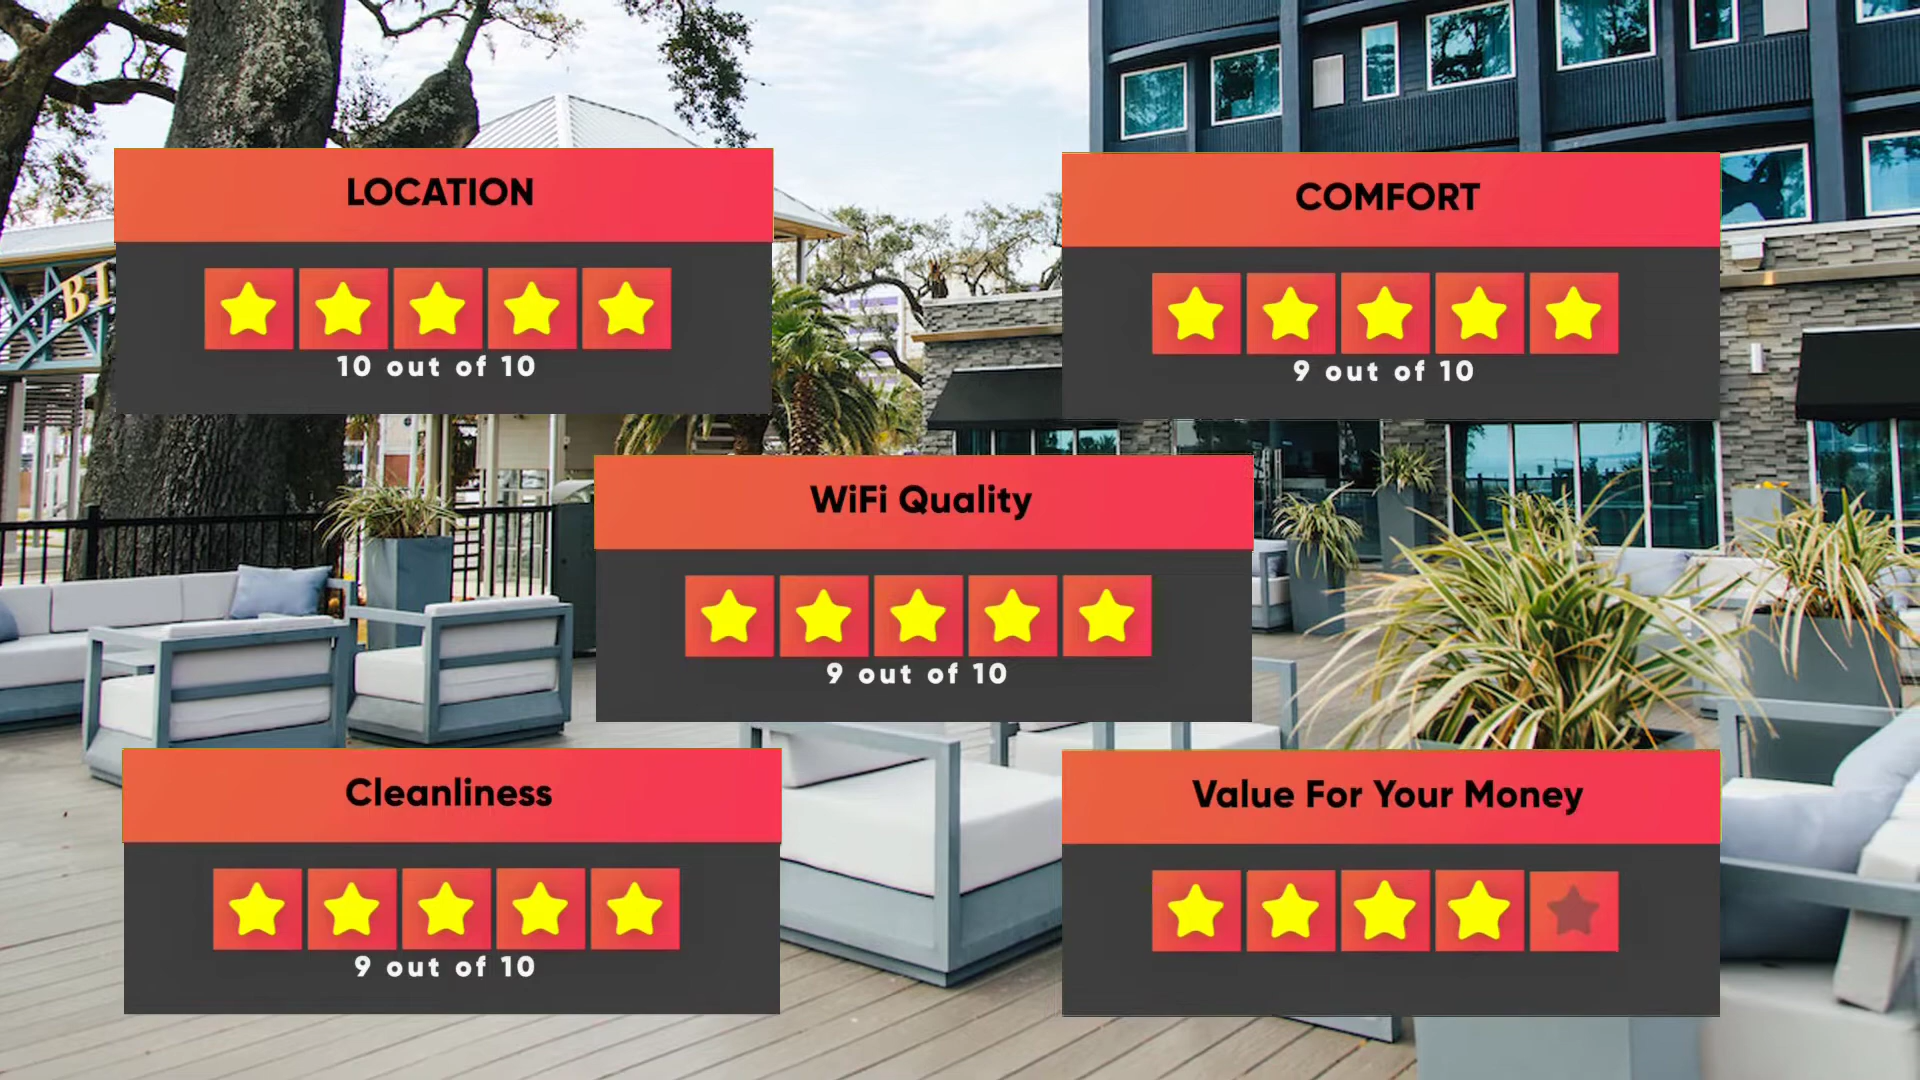 LOCATION
10 out of 10
COMFORT
9 out of 10
BI
WiFi Quality
9 out of 10
Cleanliness
9 out of 10
Value For Your Money